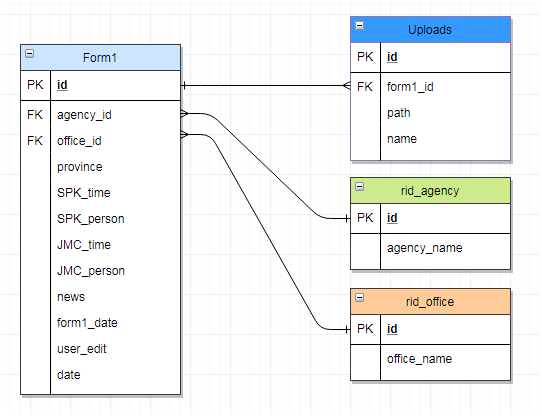 Form1
PK id
FK agency_id
FK office_id
province
SPK_time
SPK_person
JMC_time
JMC_person
news
form1_date
user_edit
date
Uploads
PK id
FK form1_id
path
name
rid_agency
PK id
agency_name
rid_office
PK id
office_name